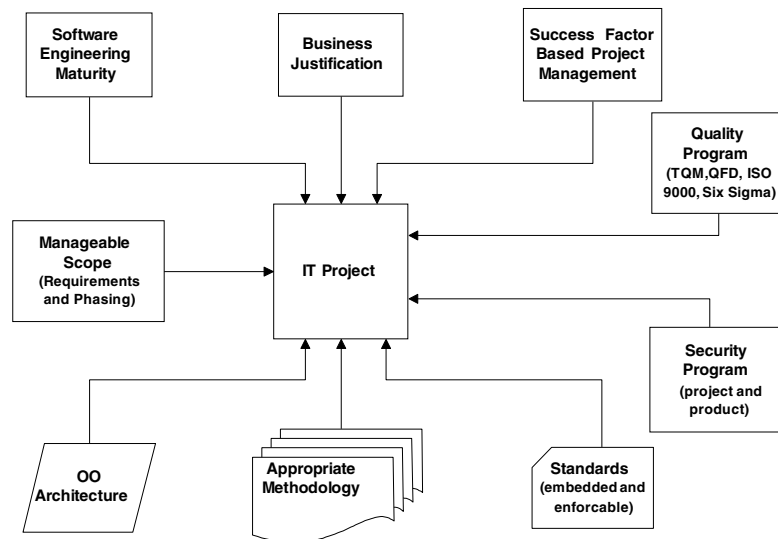 Software
Engineering
Maturity
Business
Justification
Success Factor
Based Project
Management
Quality
Program
(TQM,QFD, ISO
9000, Six Sigma)
Manageable
Scope
(Requirements
and Phasing)
IT Project
Security
Program
(project and
product)
OO
Architecture
Appropriate
Methodology
Standards
(embedded and
enforcable)